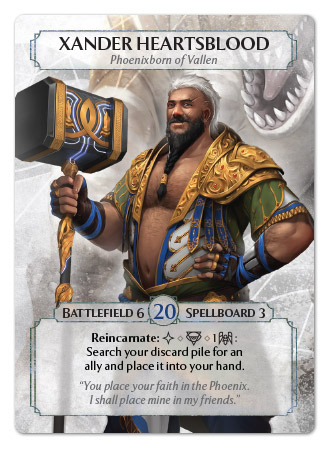 XANDER HEARTSBLOOD
Phoenixborn of Vallen
BATTLEFIELD 6 20 SPELLBOARD 3
Reincarnate: 1 :
Search your discard pile for an
ally and place it into your hand.
"You place your faith in the Phoenix.
I shall place mine in my friends."